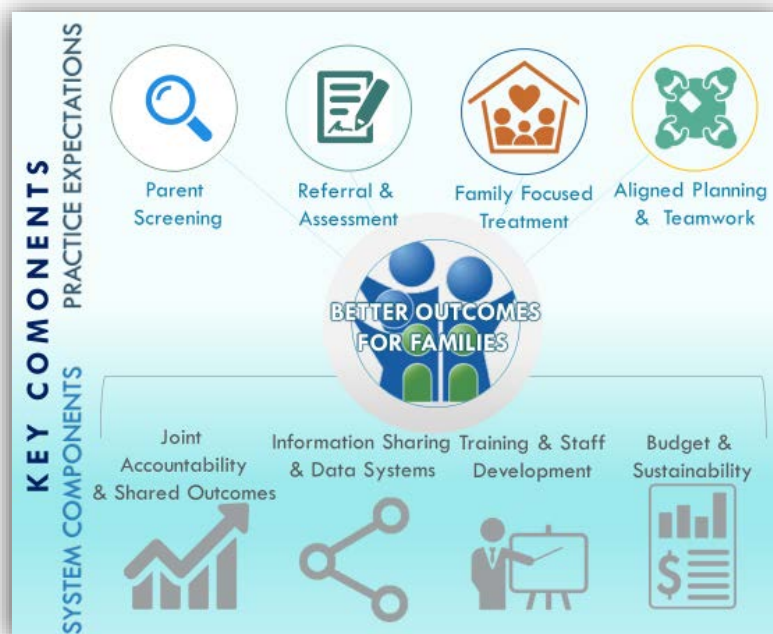 KEY COMONENTS
PRACTICE EXPECTATIONS
Parent
Screening
Referral &
Assessment
Family Focused
Treatment
Aligned Planning
& Teamwork
BETTER OUTCOMES
FOR FAMILIES
SYSTEM COMPONENTS
Joint
Accountability
& Shared Outcomes
Information Sharing
& Data Systems
Training & Staff
Development
Budget &
Sustainability
$